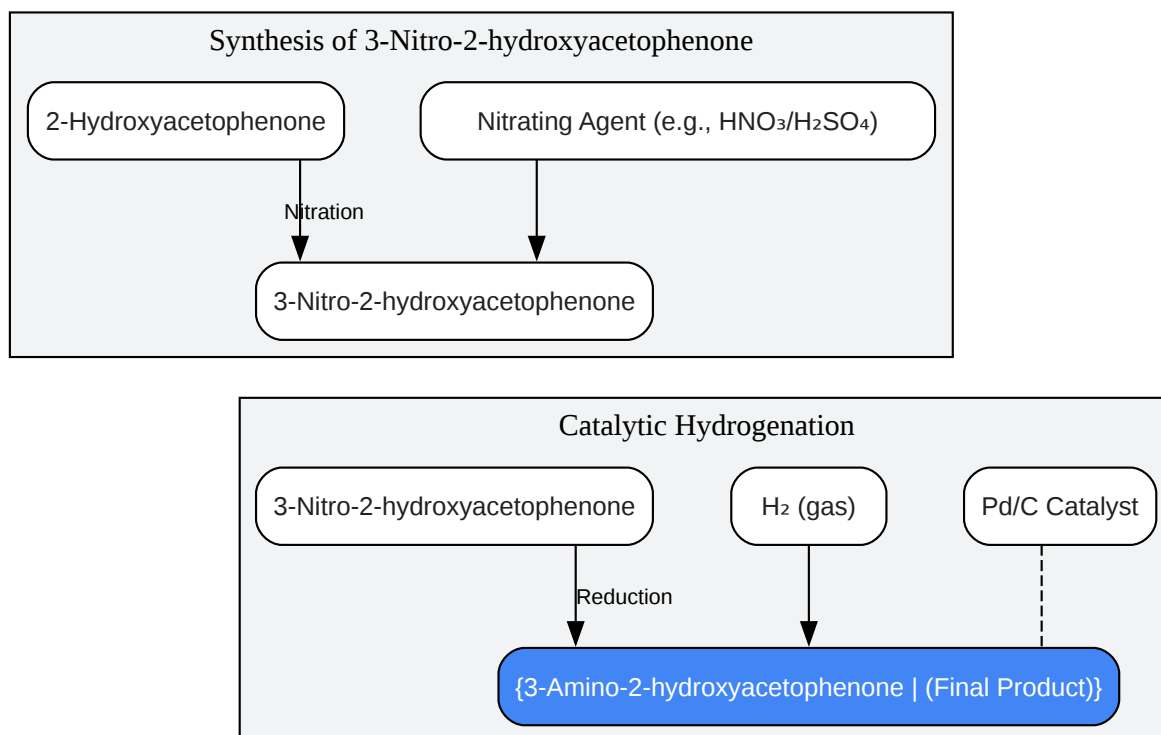 Synthesis of 3-Nitro-2-hydroxyacetophenone
2-Hydroxyacetophenone
Nitrating Agent (e.g., HNO₃/H₂SO₄)
Nitration
3-Nitro-2-hydroxyacetophenone
Catalytic Hydrogenation
3-Nitro-2-hydroxyacetophenone
H₂ (gas)
Pd/C Catalyst
Reduction
{3-Amino-2-hydroxyacetophenone | (Final Product)}